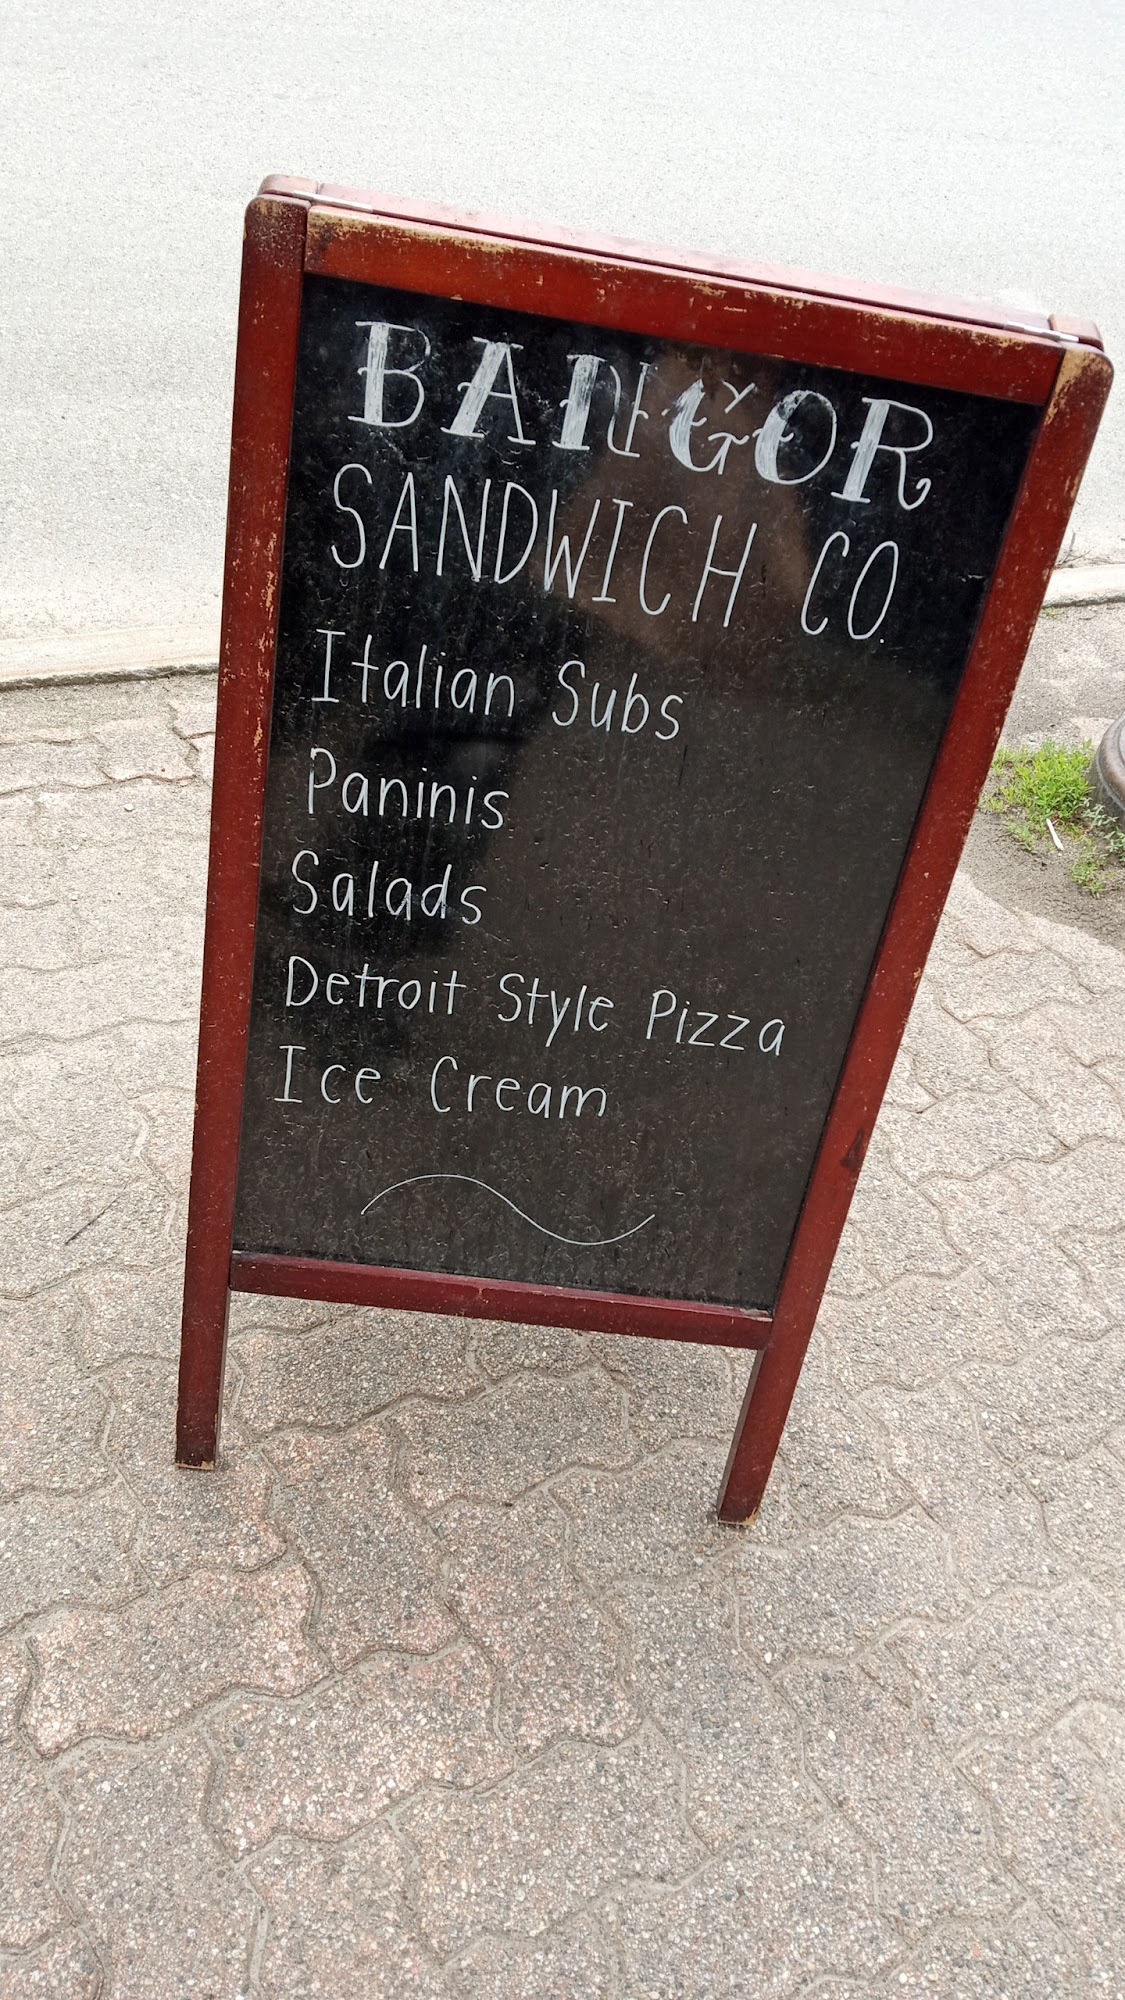 BANGOR
SANDWICH CO.
Italian Subs
Paninis
Salads
Detroit Style Pizza
Ice Cream